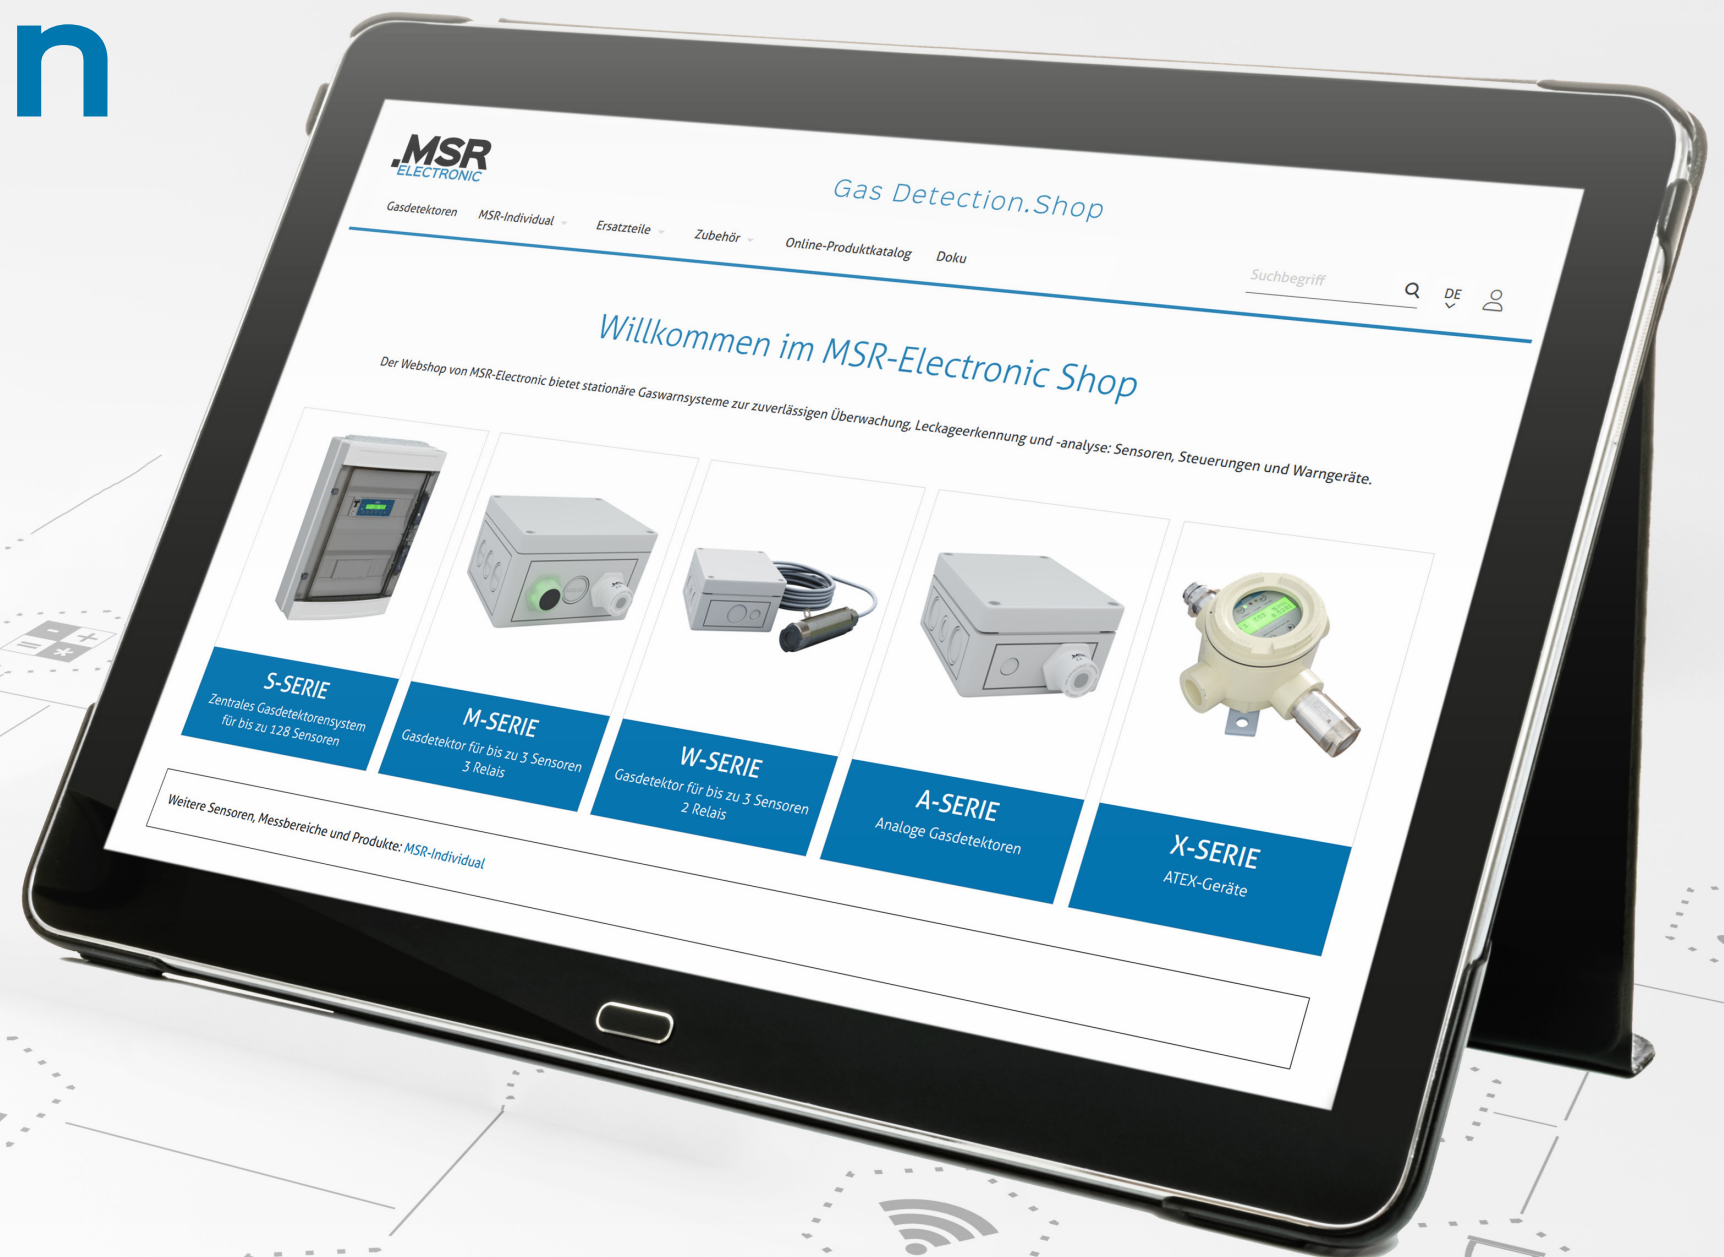 n
.MSR
ELECTRONIC
Gas Detection.Shop
Gasdetektoren MSR-Individual Ersatzteile Zubehör Online-Produktkatalog Doku
Suchbegriff DE
Willkommen im MSR-Electronic Shop
Der Webshop von MSR-Electronic bietet stationäre Gaswarnsysteme zur zuverlässigen Überwachung, Leckageerkennung und -analyse: Sensoren, Steuerungen und Warngeräte.
S-SERIE
Zentrales Gasdetektorensystem
für bis zu 128 Sensoren
M-SERIE
Gasdetektor für bis zu 3 Sensoren
3 Relais
W-SERIE
Gasdetektor für bis zu 3 Sensoren
2 Relais
A-SERIE
Analoge Gasdetektoren
X-SERIE
ATEX-Geräte
Weitere Sensoren, Messbereiche und Produkte: MSR-Individual